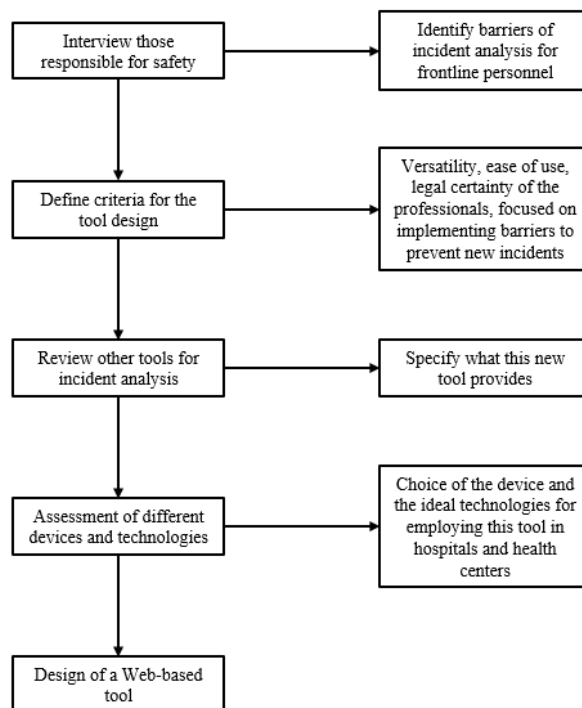 Interview those
responsible for safety
Identify barriers of
incident analysis for
frontline personnel
Define criteria for the
tool design
Versatility, ease of use,
legal certainty of the
professionals, focused on
implementing barriers to
prevent new incidents
Review other tools for
incident analysis
Specify what this new
tool provides
Assessment of different
devices and technologies
Choice of the device and
the ideal technologies for
employing this tool in
hospitals and health
centers
Design of a Web-based
tool